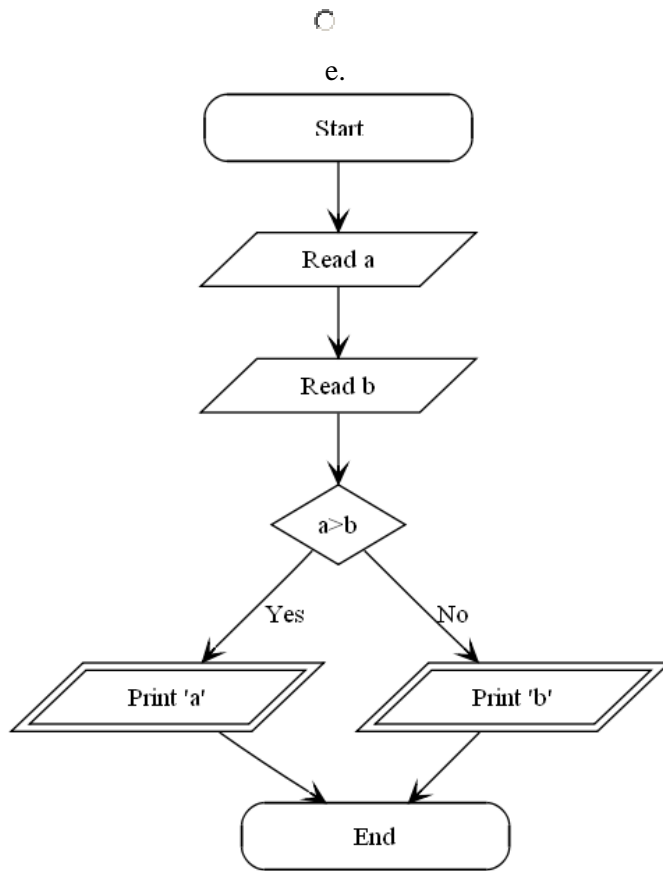 e.
Start
Read a
Read b
a>b
Yes
No
Print 'a'
Print 'b'
End